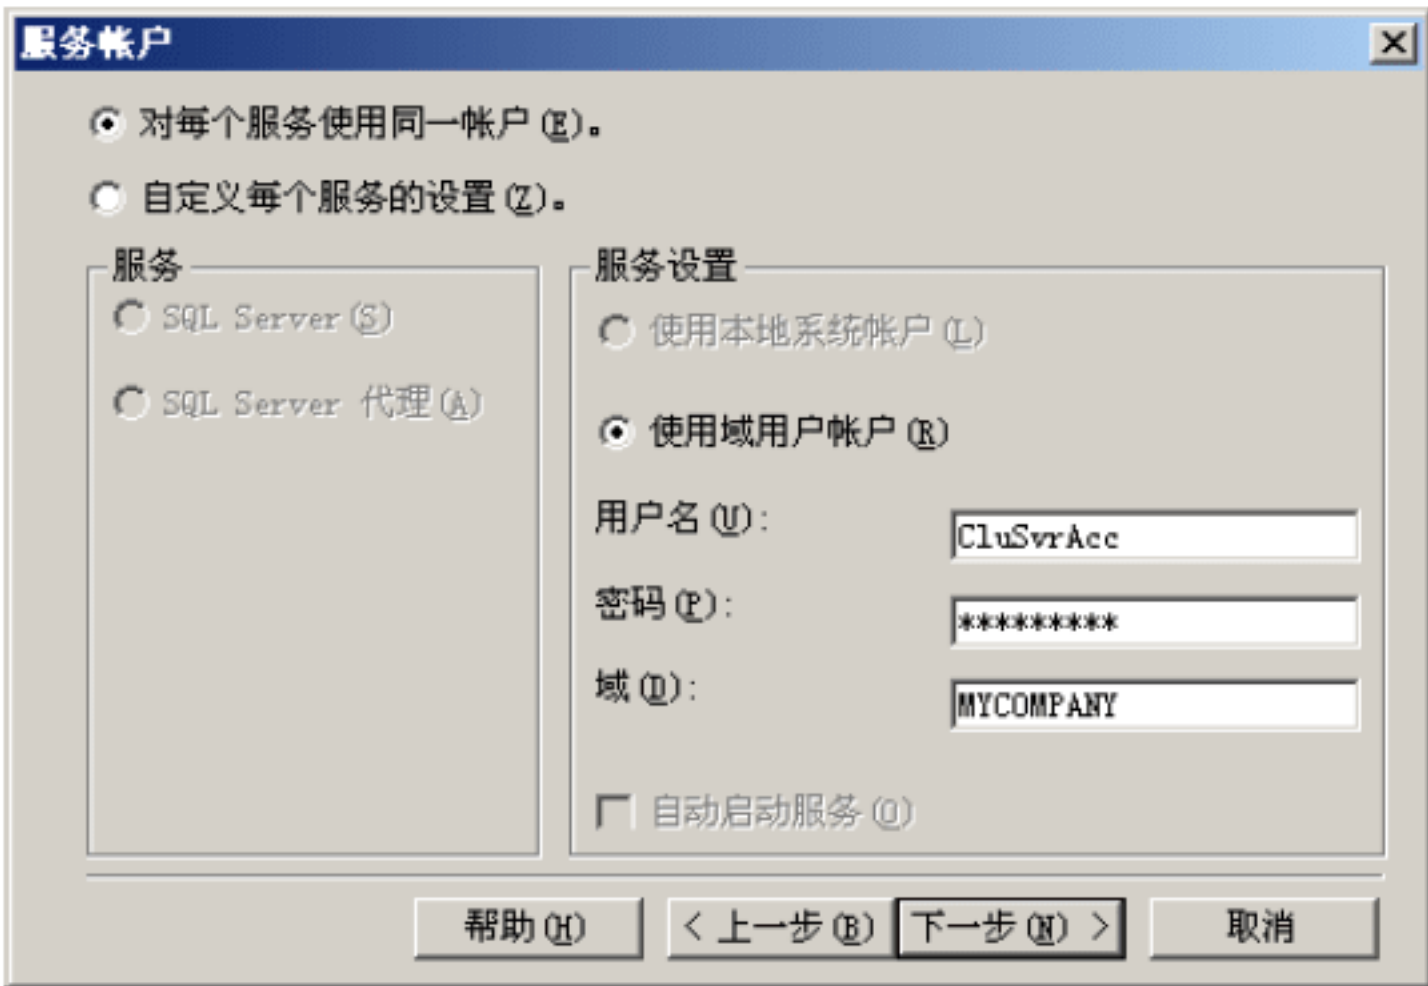 服务帐户
对每个服务使用同一帐户(E)。
自定义每个服务的设置(Z)。
服务
SQL Server(S)
SQL Server 代理(A)
服务设置
使用本地系统帐户(L)
使用域用户帐户(R)
用户名(U):
CluSvrAcc
密码(P):
*********
域(D):
MYCOMPANY
自动启动服务(O)
帮助(H)
< 上一步(B)
下一步(N) >
取消